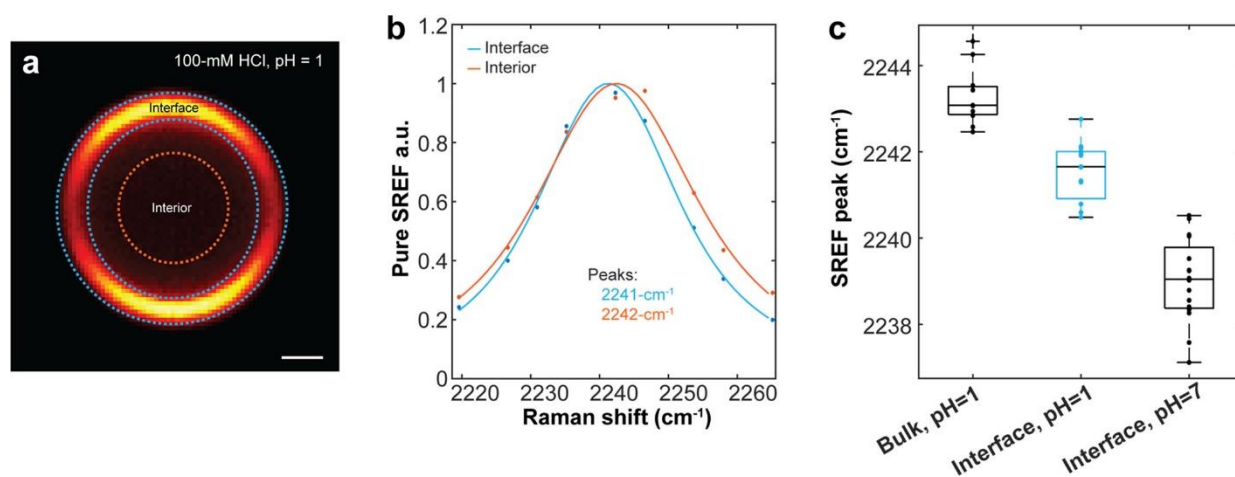 a
100-mM HCl, pH = 1
Interface
Interior
b
Pure SREF a.u.
1.2
1
0.8
0.6
0.4
0.2
0
Interface
Interior
Peaks:
2241-cm⁻¹
2242-cm⁻¹
2220 2230 2240 2250 2260
Raman shift (cm⁻¹)
c
SREF peak (cm⁻¹)
2244
2242
2240
2238
Bulk, pH=1
Interface, pH=1
Interface, pH=7